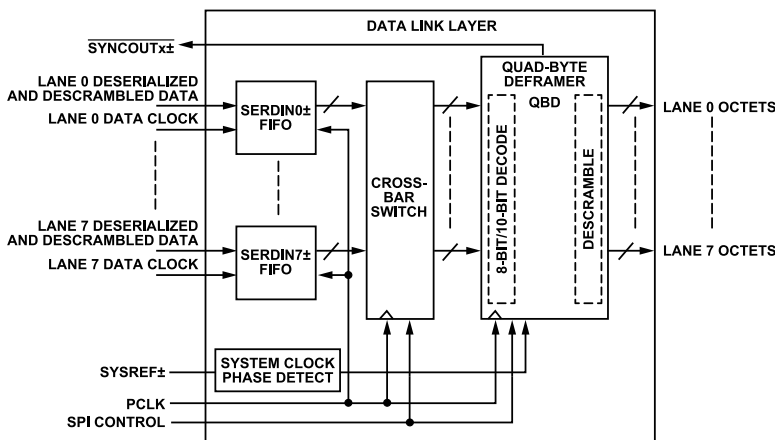 DATA LINK LAYER
SYNCOUTx±
LANE 0 DESERIALIZED
AND DESCRAMBLED DATA
LANE 0 DATA CLOCK
SERDIN0±
FIFO
LANE 7 DESERIALIZED
AND DESCRAMBLED DATA
LANE 7 DATA CLOCK
SERDIN7±
FIFO
CROSS-
BAR
SWITCH
QUAD-BYTE
DEFRAMER
QBD
8-BIT/10-BIT DECODE
DESCRAMBLE
LANE 0 OCTETS
LANE 7 OCTETS
SYSREF±
SYSTEM CLOCK
PHASE DETECT
PCLK
SPI CONTROL